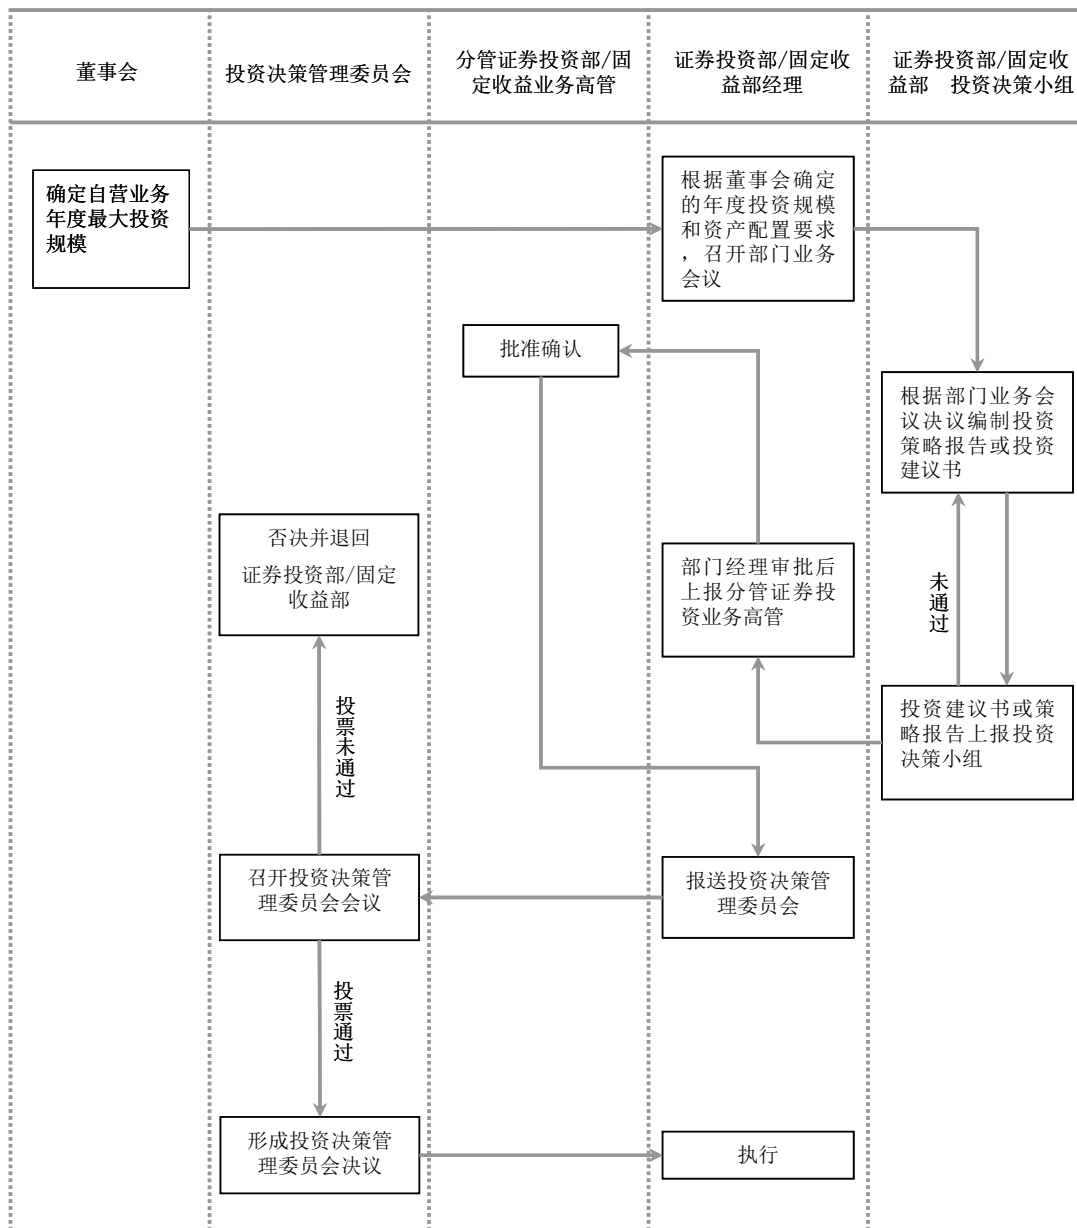 董事会
投资决策管理委员会
分管证券投资部/固
定收益业务高管
证券投资部/固定收
益部经理
证券投资部/固定收
益部　投资决策小组
确定自营业务
年度最大投资
规模
根据董事会确定
的年度投资规模
和资产配置要求
，召开部门业务
会议
批准确认
根据部门业务会
议决议编制投资
策略报告或投资
建议书
否决并退回
证券投资部/固定
收益部
部门经理审批后
上报分管证券投
资业务高管
未通过
投资建议书或策
略报告上报投资
决策小组
投票未通过
召开投资决策管
理委员会会议
报送投资决策管
理委员会
投票通过
形成投资决策管
理委员会决议
执行